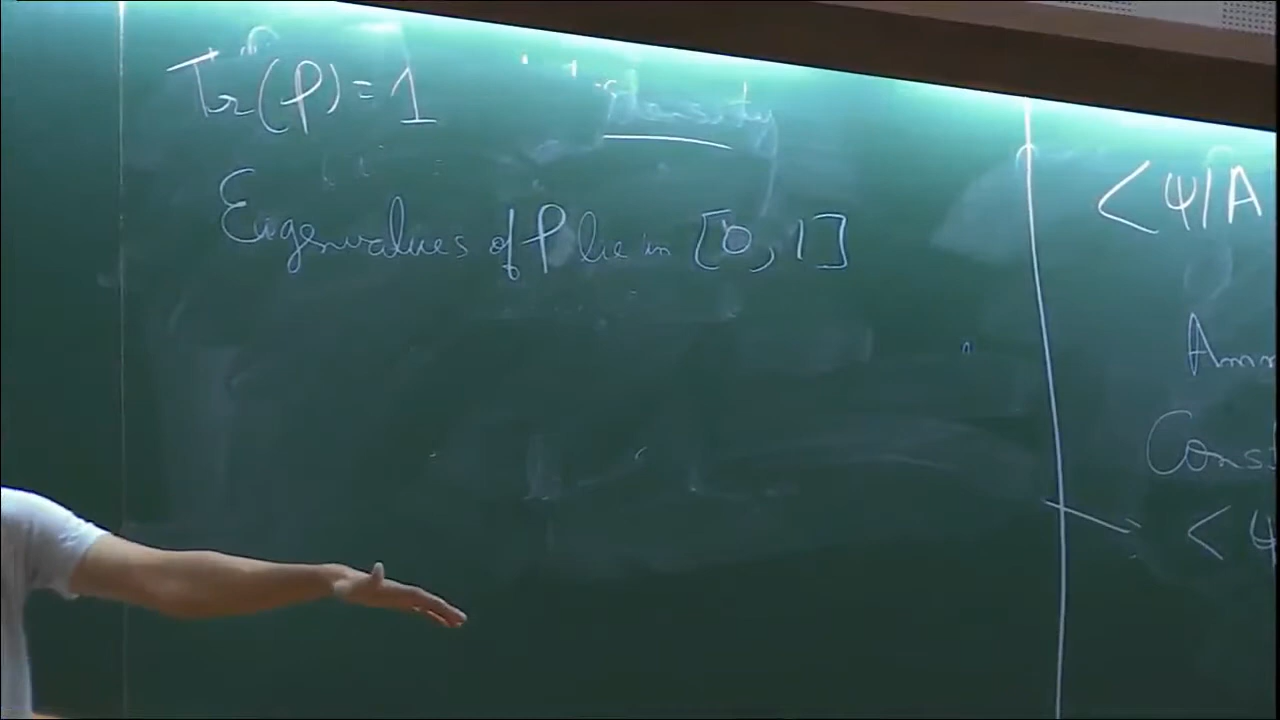 Tr(ρ) = 1
Eigenvalues of ρ lie in [0, 1]
<ψ|A
Cons
<ψ